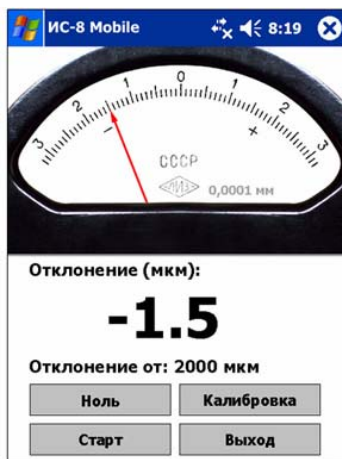 ИС-8 Mobile 8:19
3 2 1 0 1 2 3
− +
СССР
ЛИЗ 0,0001 мм
Отклонение (мкм):
-1.5
Отклонение от: 2000 мкм
Ноль Калибровка
Старт Выход